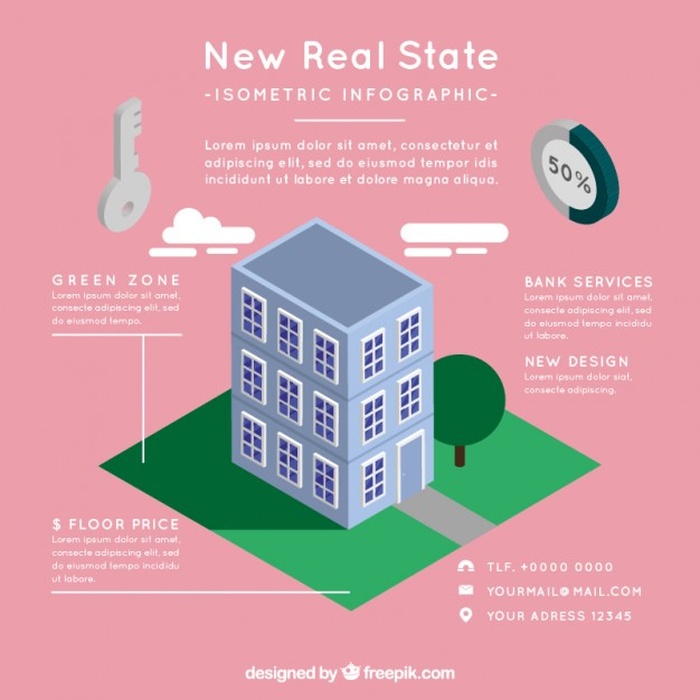 New Real State
-ISOMETRIC INFOGRAPHIC-
Lorem ipsum dolor sit amet, consectetur et
adipiscing elit, sed do eiusmod tempor idis
incididunt ut labore et dolore magna aliqua.
50%
GREEN ZONE
Lorem ipsum dolor sit amet,
consecte adipiscing elit, sed
do eiusmod tempo.
BANK SERVICES
Lorem ipsum dolor sit amet,
consecte adipiscing elit, sed
do eiusmod tempor incididu
ut labore.
NEW DESIGN
Lorem ipsum dolor siat,
consectet adipiscing.
$ FLOOR PRICE
Lorem ipsum dolor sit amet,
consecte adipiscing elit, sed
do eiusmod tempor incididu
ut labore.
TLF. +0000 0000
YOURMAIL@MAIL.COM
YOUR ADRESS 12345
designed by freepik.com